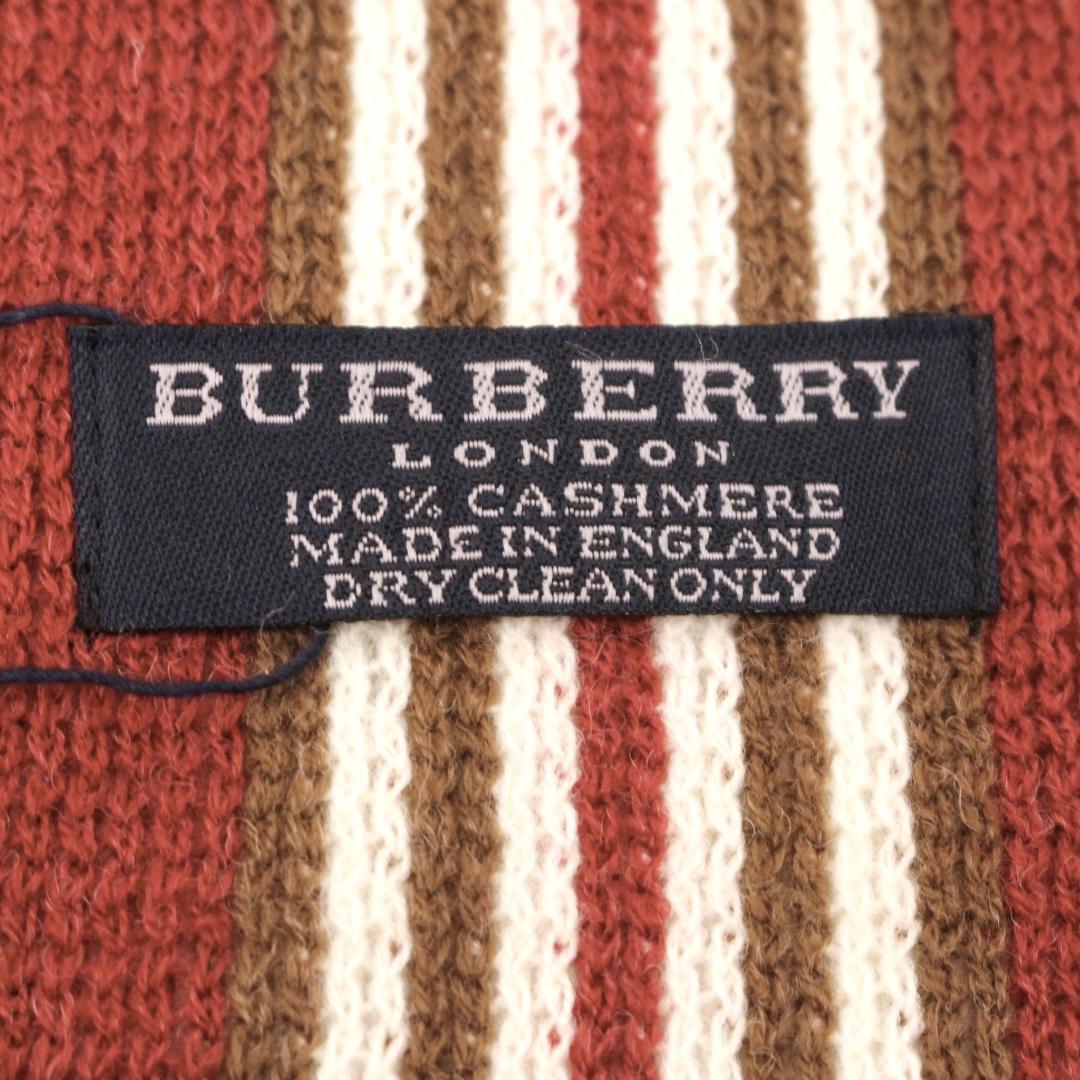 BURBERRY
LONDON
100% CASHMERE
MADE IN ENGLAND
DRY CLEAN ONLY